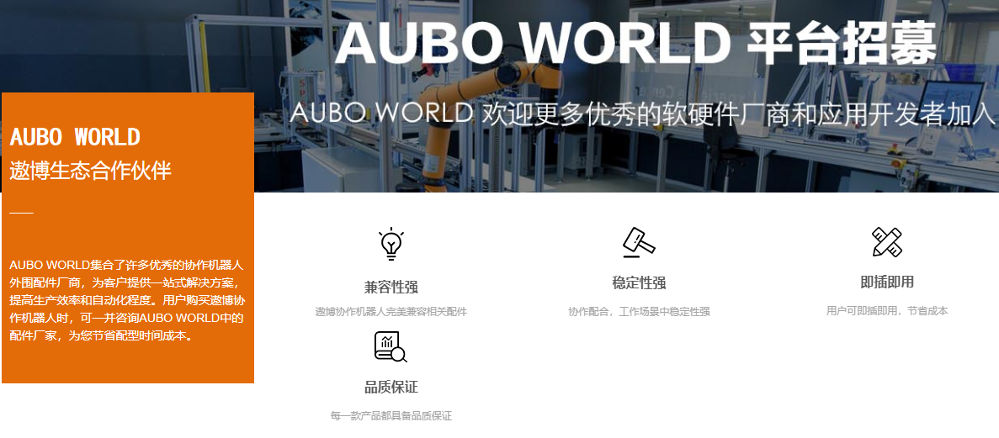 AUBO WORLD 平台招募
AUBO WORLD 欢迎更多优秀的软硬件厂商和应用开发者加入
AUBO WORLD
遨博生态合作伙伴
AUBO WORLD集合了许多优秀的协作机器人
外围配件厂商，为客户提供一站式解决方案，
提高生产效率和自动化程度。用户购买遨博协
作机器人时，可一并咨询AUBO WORLD中的
配件厂家，为您节省配型时间成本。
兼容性强
遨博协作机器人完美兼容相关配件
稳定性强
协作配合，工作场景中稳定性强
即插即用
用户可即插即用，节省成本
品质保证
每一款产品都具备品质保证